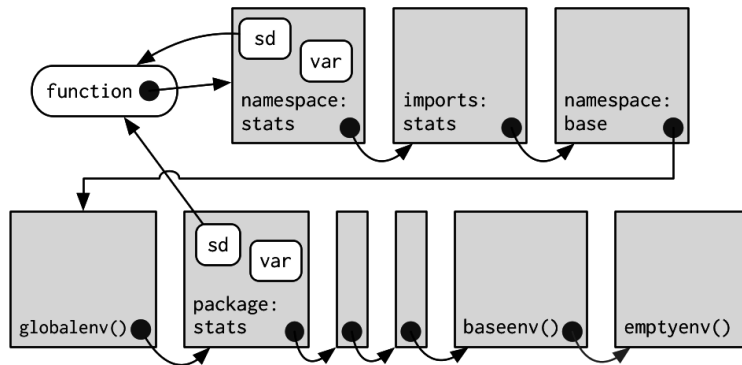 sd
var
function
namespace:
stats
imports:
stats
namespace:
base
sd
var
globalenv()
package:
stats
baseenv()
emptyenv()